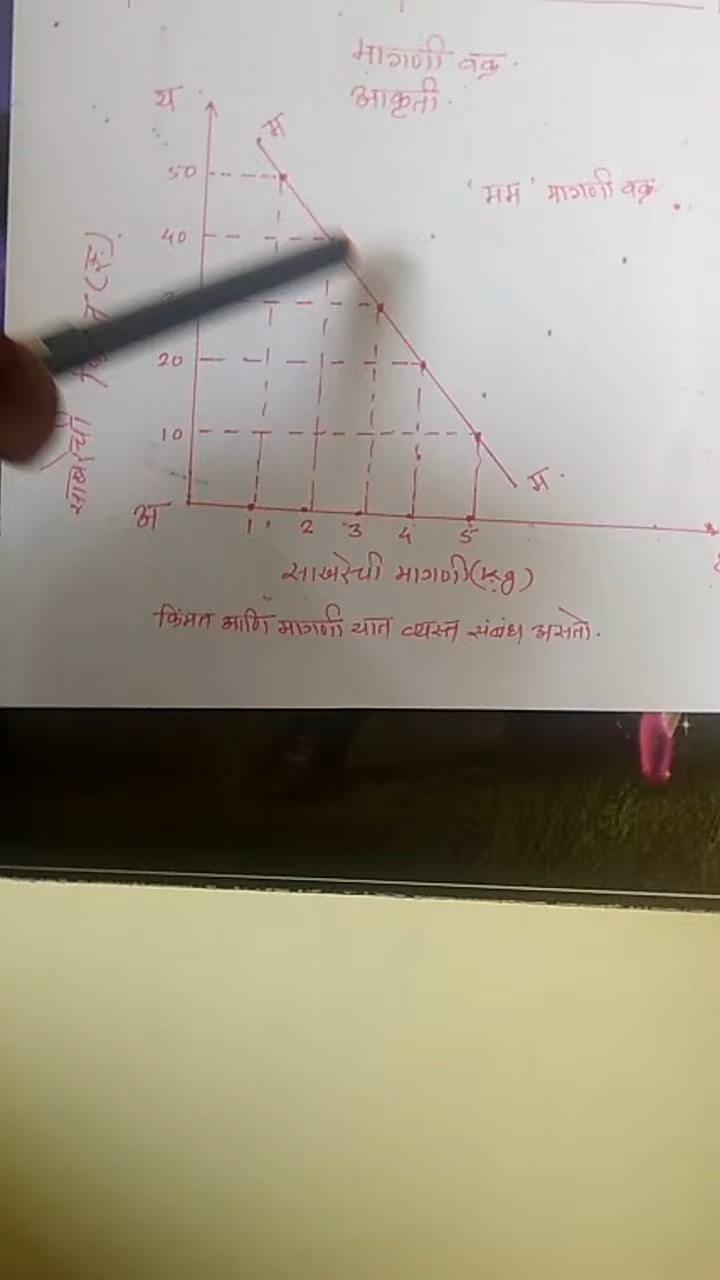 मागणी वक्र.
आकृती.
य
म
50
'मम' मागणी वक्र
40
20
10
साखरेची
(रु.)
म
अ
1 2 3 4 5
साखरेची मागणी (kg)
किंमत आणि मागणी यात व्यस्त संबंध असतो.